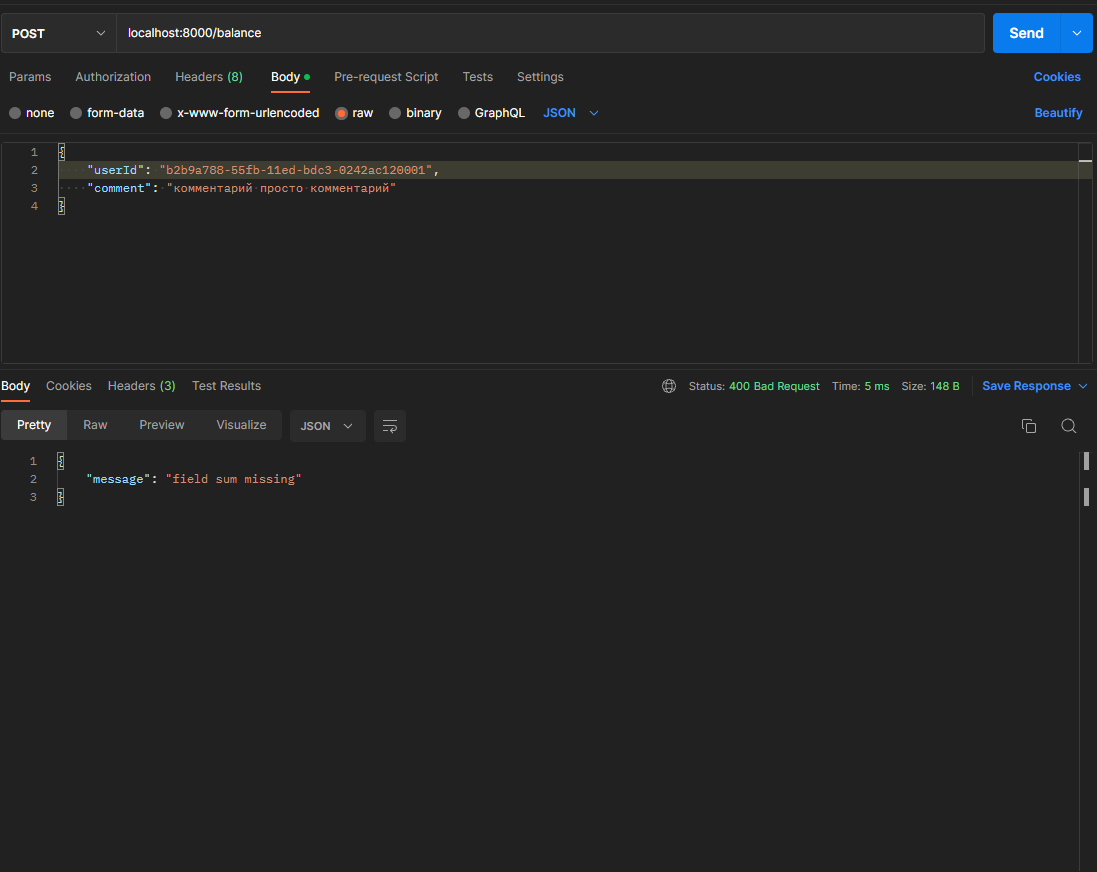 POST localhost:8000/balance Send
Params Authorization Headers (8) Body Pre-request Script Tests Settings Cookies
none form-data x-www-form-urlencoded raw binary GraphQL JSON Beautify
1 {
2 "userId": "b2b9a788-55fb-11ed-bdc3-0242ac120001",
3 "comment": "комментарий просто комментарий"
4 }
Body Cookies Headers (3) Test Results Status: 400 Bad Request Time: 5 ms Size: 148 B Save Response
Pretty Raw Preview Visualize JSON
1 {
2 "message": "field sum missing"
3 }